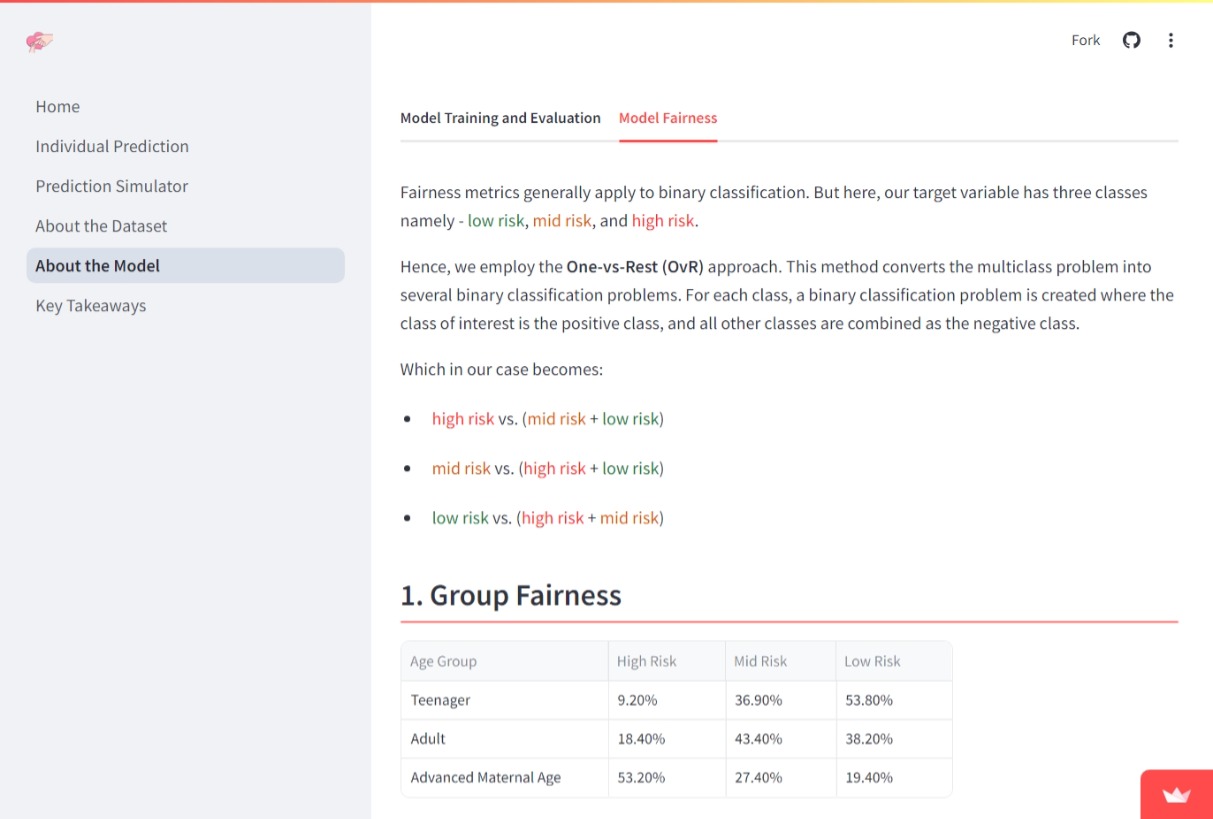 Fork
Home
Individual Prediction
Prediction Simulator
About the Dataset
About the Model
Key Takeaways
Model Training and Evaluation Model Fairness
Fairness metrics generally apply to binary classification. But here, our target variable has three classes
namely - low risk, mid risk, and high risk.
Hence, we employ the One-vs-Rest (OvR) approach. This method converts the multiclass problem into
several binary classification problems. For each class, a binary classification problem is created where the
class of interest is the positive class, and all other classes are combined as the negative class.
Which in our case becomes:
• high risk vs. (mid risk + low risk)
• mid risk vs. (high risk + low risk)
• low risk vs. (high risk + mid risk)
1. Group Fairness
Age Group High Risk Mid Risk Low Risk
Teenager 9.20% 36.90% 53.80%
Adult 18.40% 43.40% 38.20%
Advanced Maternal Age 53.20% 27.40% 19.40%